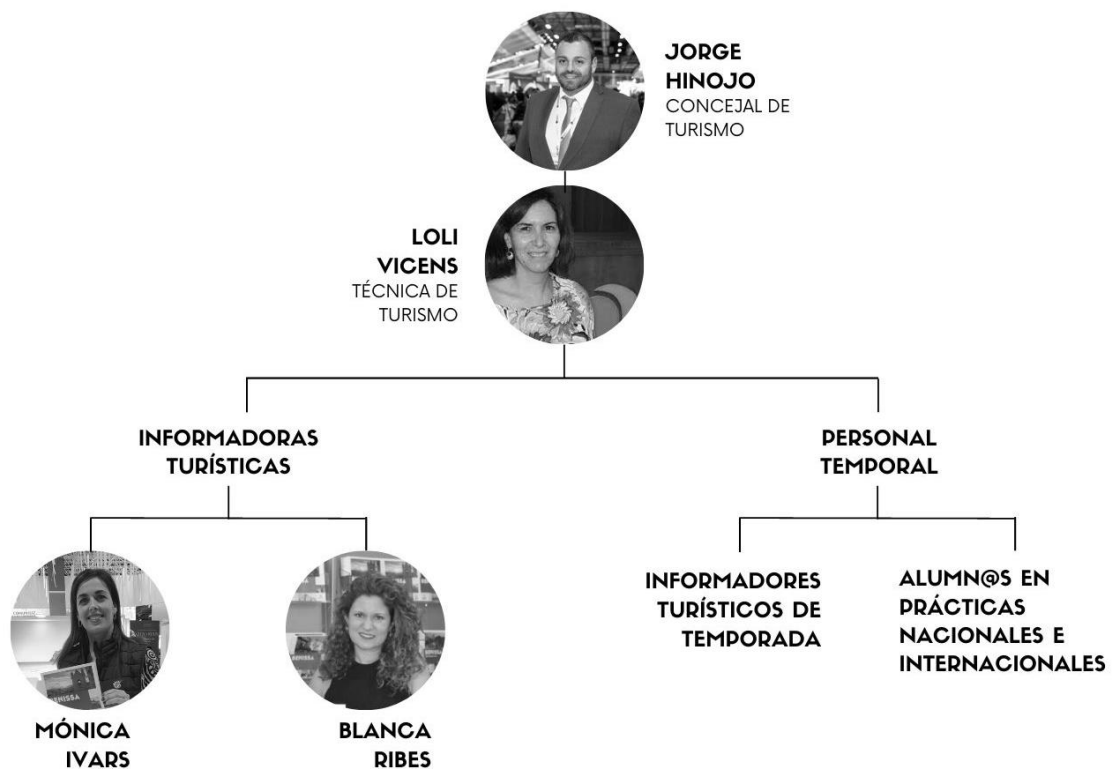 JORGE
HINOJO
CONCEJAL DE
TURISMO
LOLI
VICENS
TÉCNICA DE
TURISMO
INFORMADORAS
TURÍSTICAS
PERSONAL
TEMPORAL
MÓNICA
IVARS
BLANCA
RIBES
INFORMADORES
TURÍSTICOS DE
TEMPORADA
ALUMN@S EN
PRÁCTICAS
NACIONALES E
INTERNACIONALES